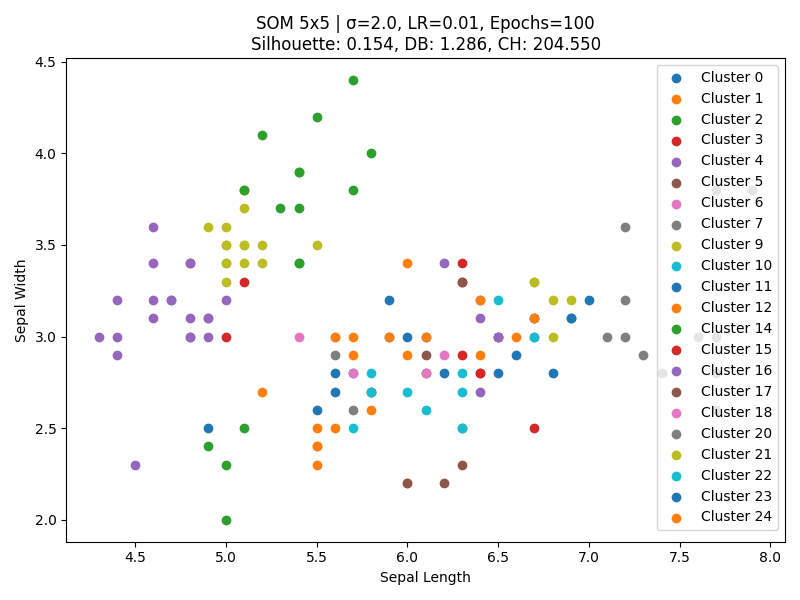 SOM 5x5 | σ=2.0, LR=0.01, Epochs=100
Silhouette: 0.154, DB: 1.286, CH: 204.550
4.5
4.0
3.5
3.0
2.5
2.0
Sepal Width
Cluster 0
Cluster 1
Cluster 2
Cluster 3
Cluster 4
Cluster 5
Cluster 6
Cluster 7
Cluster 9
Cluster 10
Cluster 11
Cluster 12
Cluster 14
Cluster 15
Cluster 16
Cluster 17
Cluster 18
Cluster 20
Cluster 21
Cluster 22
Cluster 23
Cluster 24
4.5 5.0 5.5 6.0 6.5 7.0 7.5 8.0
Sepal Length